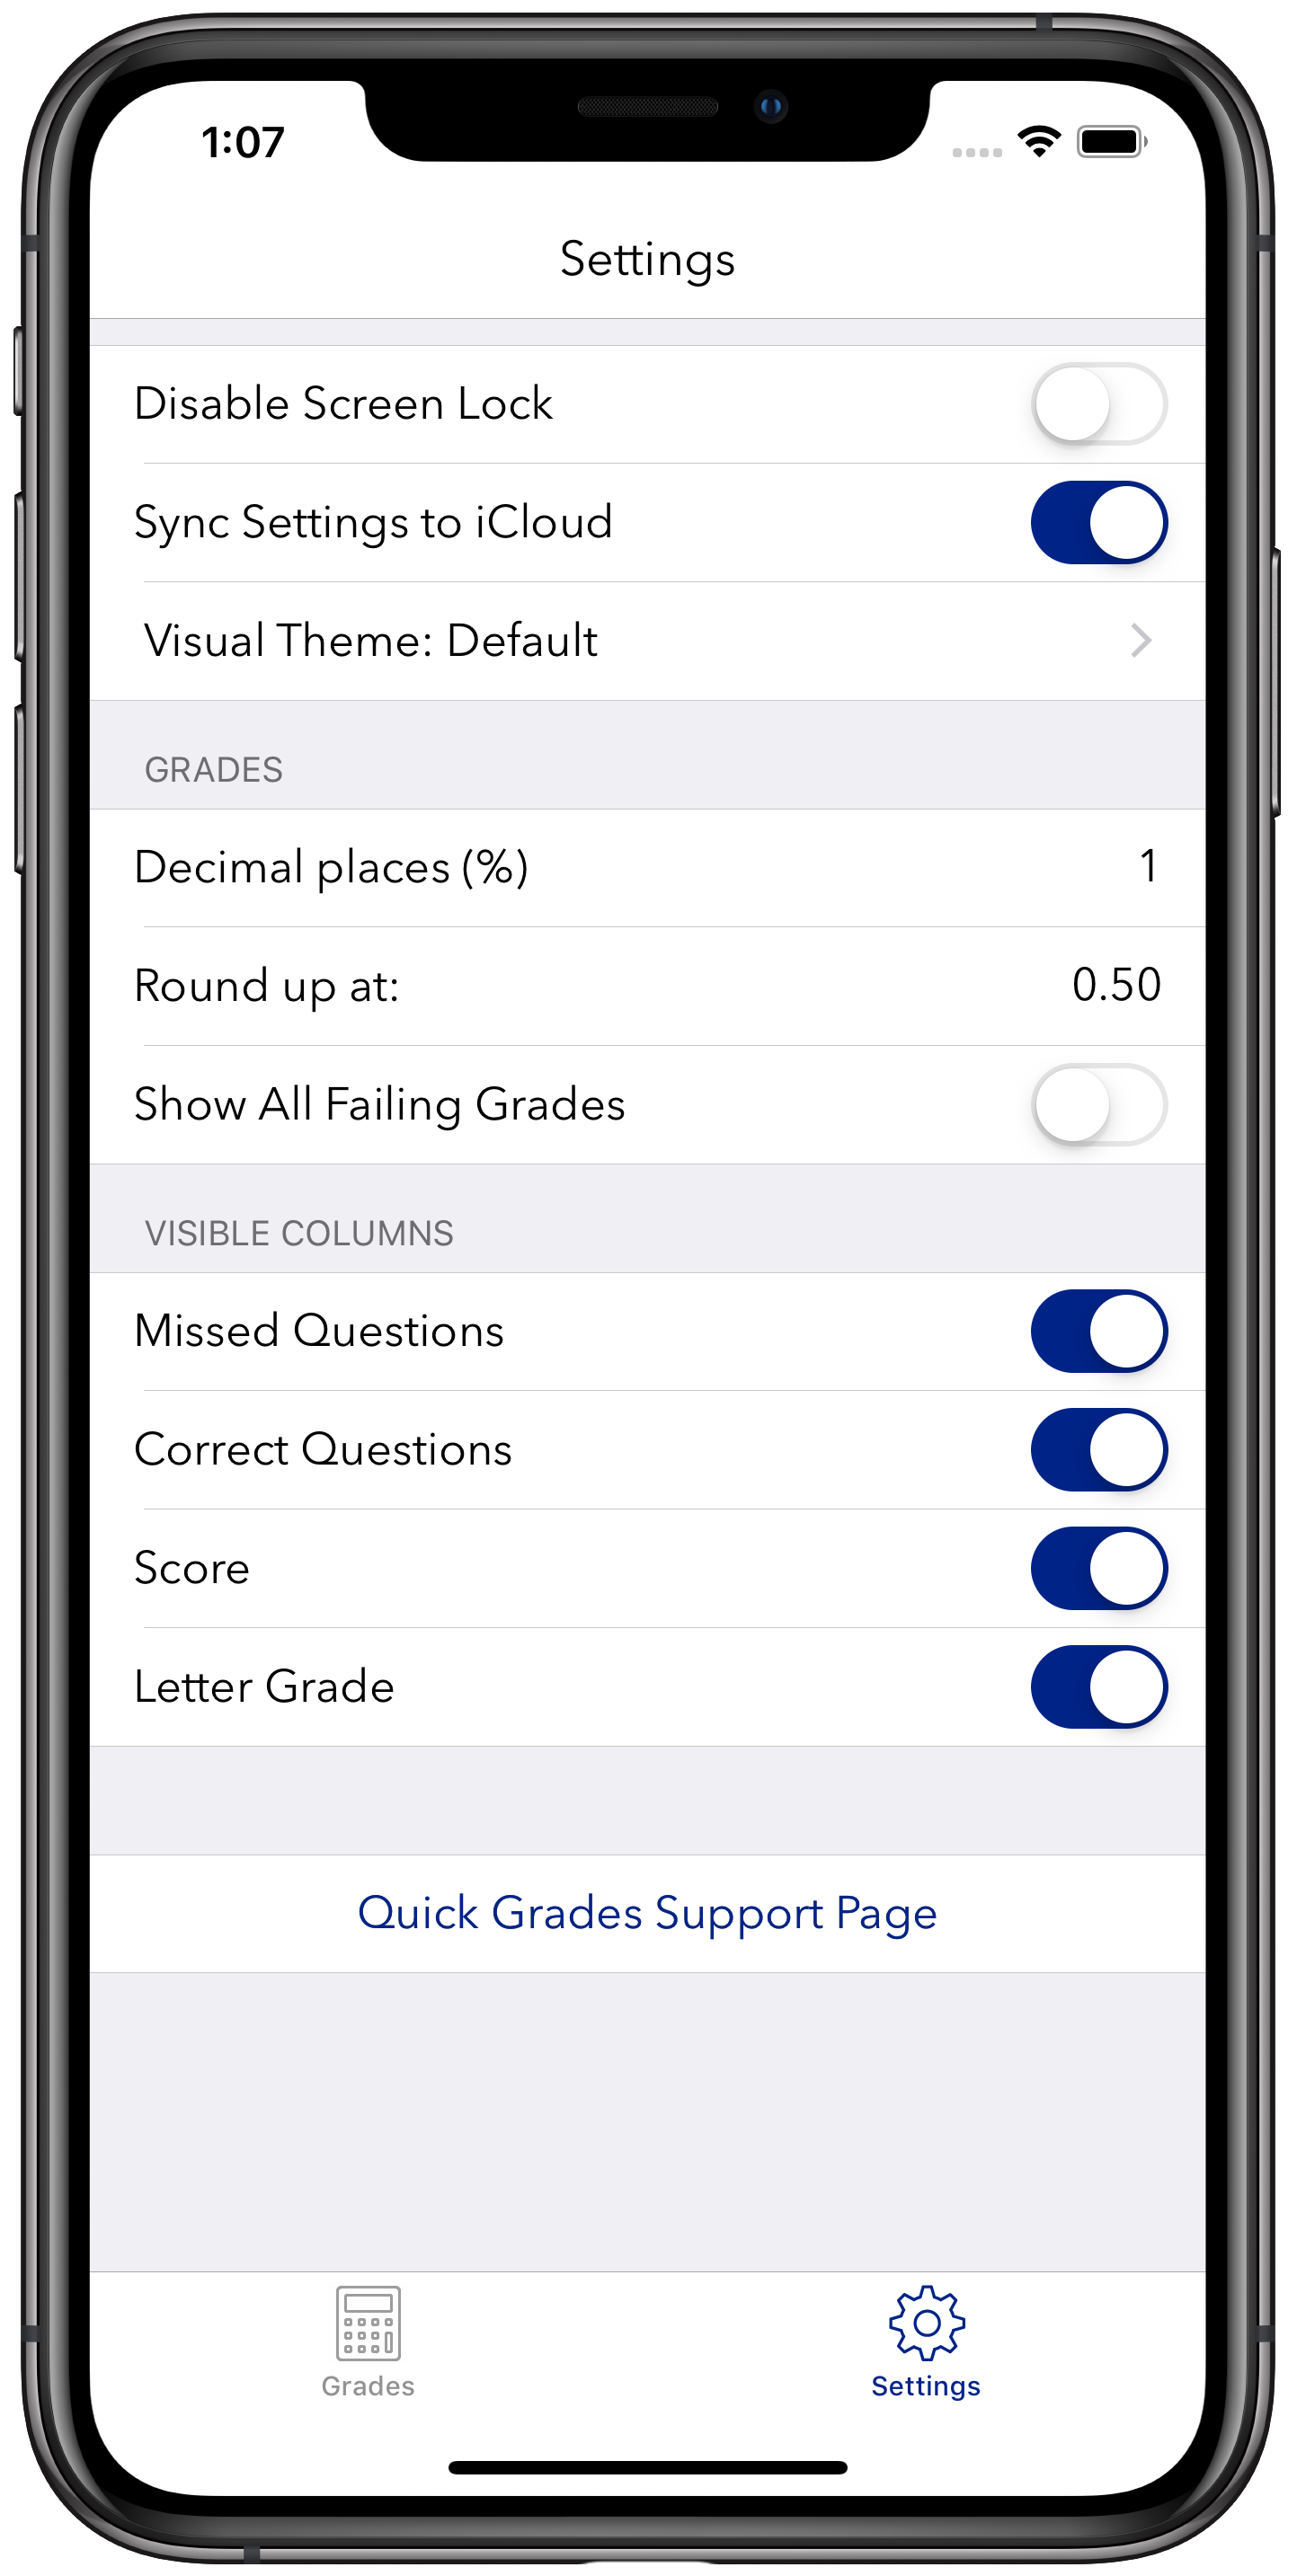 1:07
Settings
Disable Screen Lock
Sync Settings to iCloud
Visual Theme: Default
GRADES
Decimal places (%) 1
Round up at: 0.50
Show All Failing Grades
VISIBLE COLUMNS
Missed Questions
Correct Questions
Score
Letter Grade
Quick Grades Support Page
Grades Settings